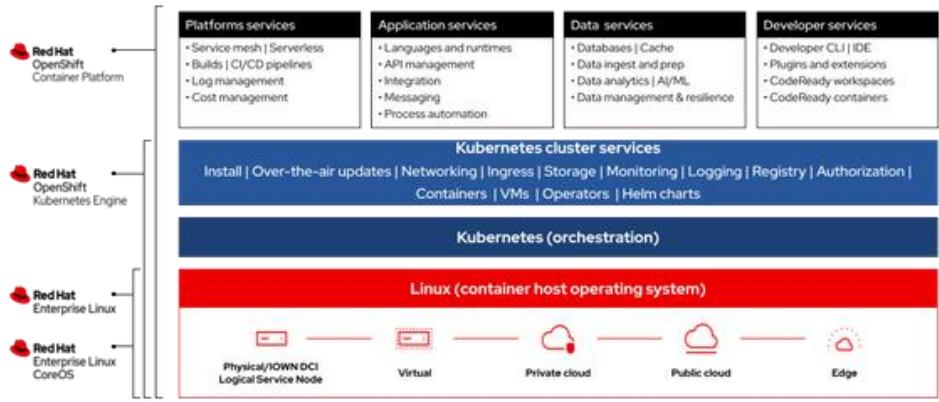 Red Hat
OpenShift
Container Platform
Platforms services
• Service mesh | Serverless
• Builds | CI/CD pipelines
• Log management
• Cost management
Application services
• Languages and runtimes
• API management
• Integration
• Messaging
• Process automation
Data services
• Databases | Cache
• Data ingest and prep
• Data analytics | AI/ML
• Data management & resilience
Developer services
• Developer CLI | IDE
• Plugins and extensions
• CodeReady workspaces
• CodeReady containers
Red Hat
OpenShift
Kubernetes Engine
Kubernetes cluster services
Install | Over-the-air updates | Networking | Ingress | Storage | Monitoring | Logging | Registry | Authorization |
Containers | VMs | Operators | Helm charts
Kubernetes (orchestration)
Red Hat
Enterprise Linux
Linux (container host operating system)
Red Hat
Enterprise Linux
CoreOS
Physical/IOWN DCI
Logical Service Node
Virtual
Private cloud
Public cloud
Edge